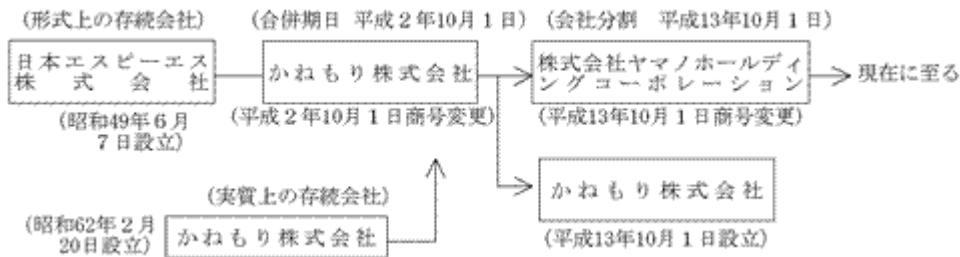 (形式上の存続会社)
(合併期日 平成2年10月1日)
(会社分割 平成13年10月1日)
日本エスピーエス
株式会社
かねもり株式会社
株式会社ヤマノホールディ
ングコーポレーション
現在に至る
(昭和49年6月
7日設立)
(平成2年10月1日商号変更)
(平成13年10月1日商号変更)
(実質上の存続会社)
(昭和62年2月
20日設立)
かねもり株式会社
かねもり株式会社
(平成13年10月1日設立)